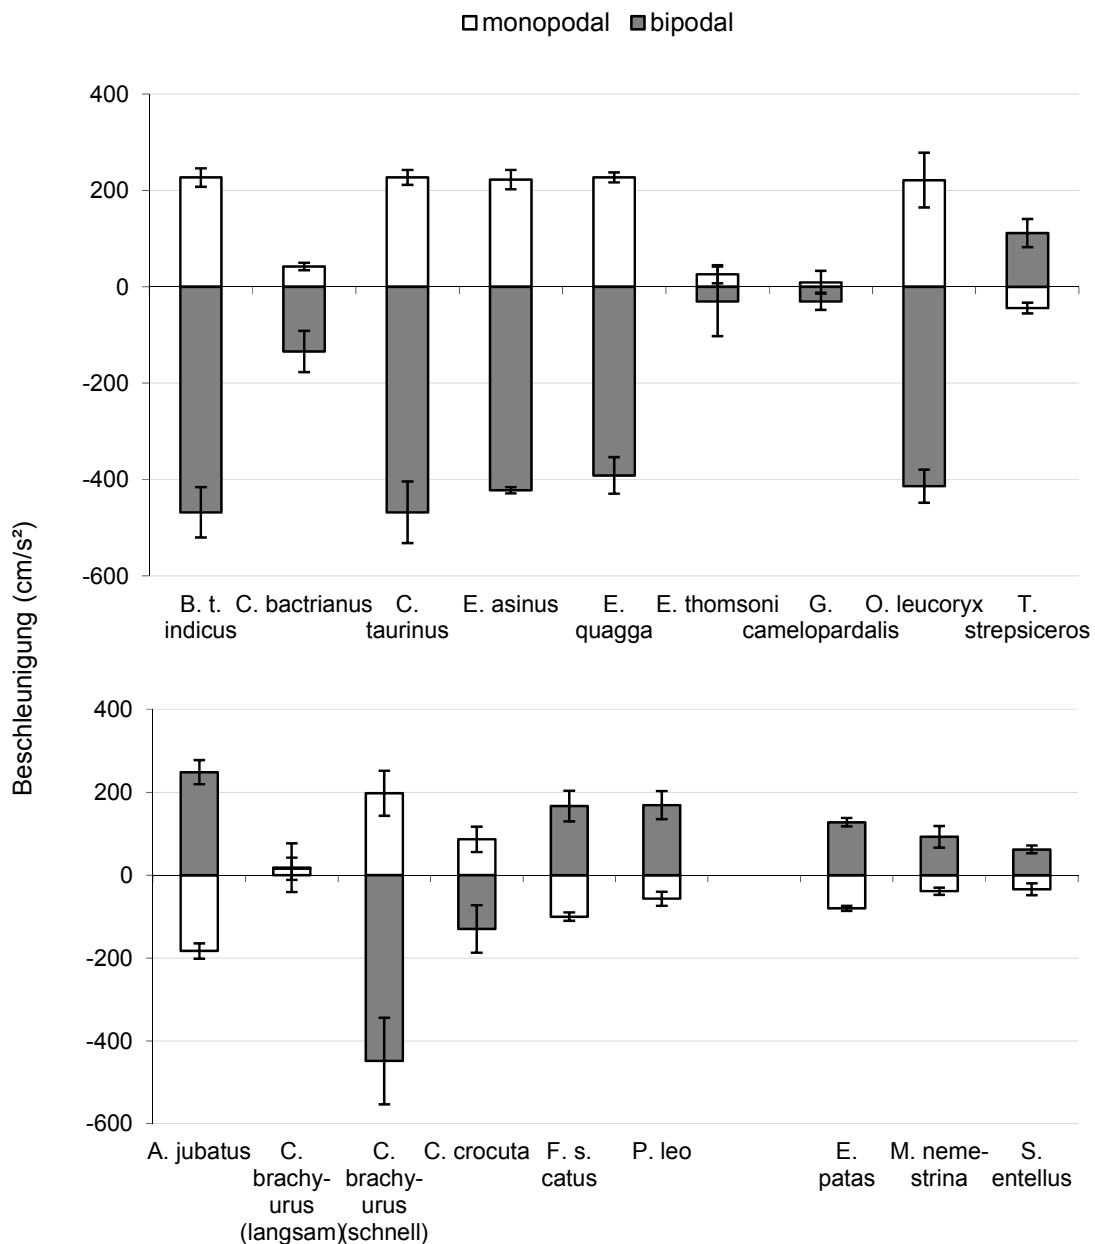 monopodal bipodal
400
200
0
-200
-400
-600
B. t. C. bactrianus C. E. asinus E. E. thomsoni G. O. leucoryx T.
indicus taurinus quagga camelopardalis strepsiceros
Beschleunigung (cm/s²)
400
200
0
-200
-400
-600
A. jubatus C. C. C. crocuta F. s. P. leo E. M. neme- S.
brachy- brachy- catus patas strina entellus
urus urus
(langsam) (schnell)